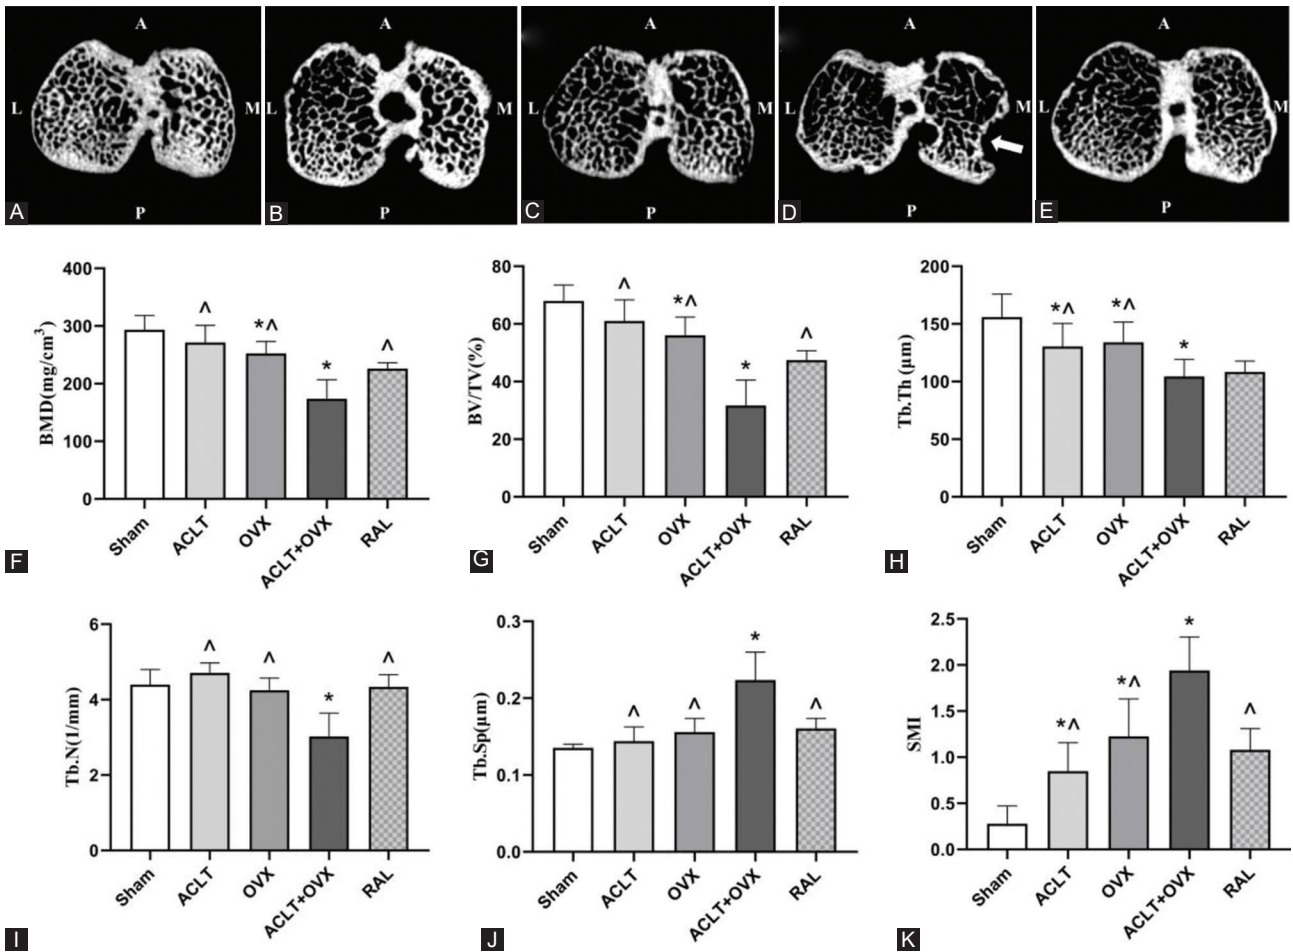 A A A A A
L M L M L M L M L M
P P P P P
A B C D E
400
300
200
100
0
BMD(mg/cm³)
^ *^ * ^
Sham ACLT OVX ACLT+OVX RAL
F
80
60
40
20
0
BV/TV(%)
^ *^ * ^
Sham ACLT OVX ACLT+OVX RAL
G
200
150
100
50
0
Tb.Th (μm)
*^ *^ *
Sham ACLT OVX ACLT+OVX RAL
H
6
4
2
0
Tb.N(1/mm)
^ ^ * ^
Sham ACLT OVX ACLT+OVX RAL
I
0.3
0.2
0.1
0.0
Tb.Sp(μm)
^ ^ * ^
Sham ACLT OVX ACLT+OVX RAL
J
2.5
2.0
1.5
1.0
0.5
0.0
SMI
*^ *^ * ^
Sham ACLT OVX ACLT+OVX RAL
K